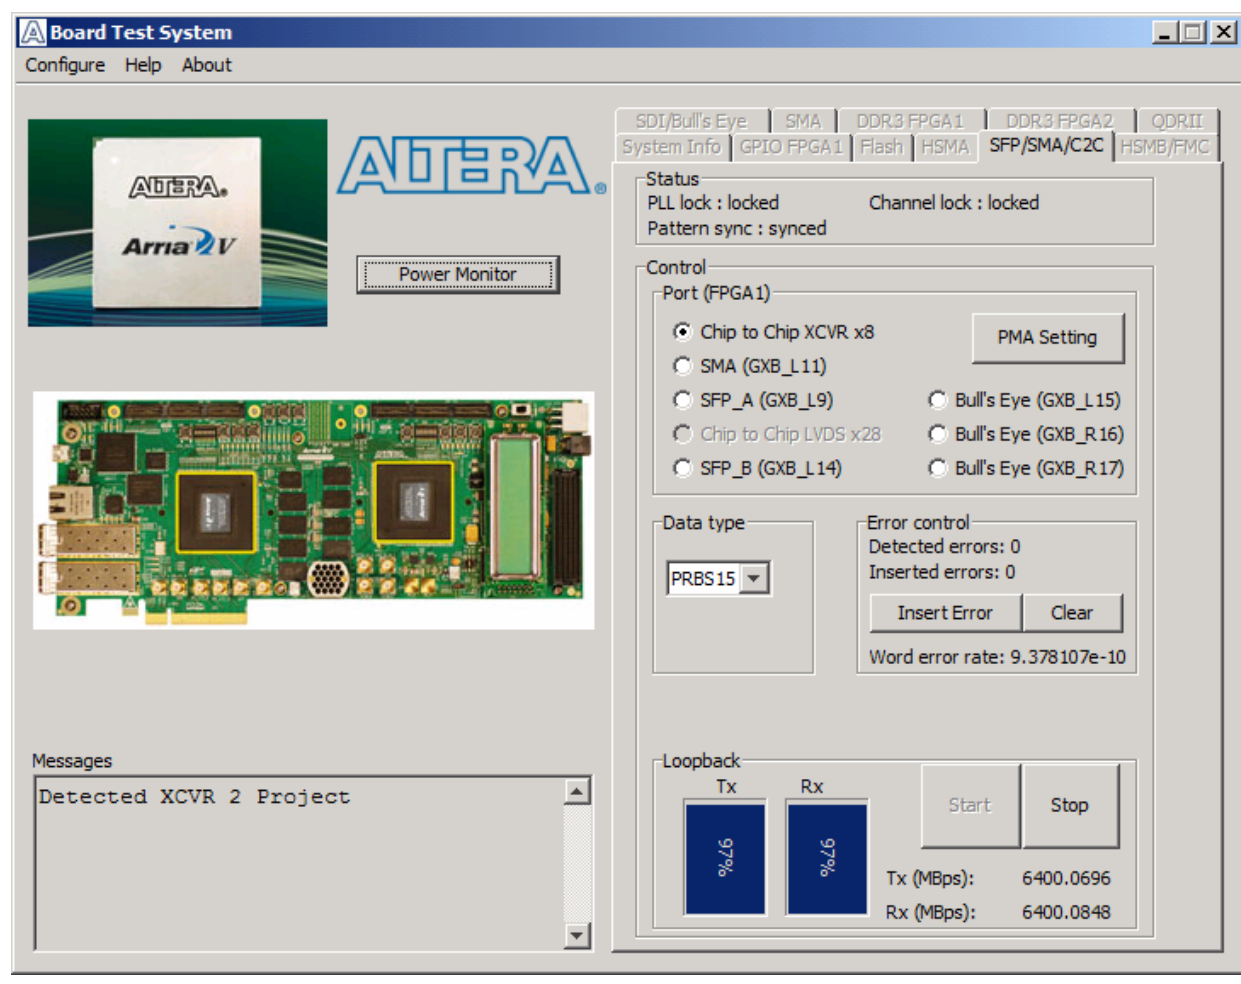 Board Test System
Configure Help About
SDI/Bull's Eye SMA DDR3 FPGA1 DDR3 FPGA2 QDRII
System Info GPIO FPGA1 Flash HSMA SFP/SMA/C2C HSMB/FMC
ALTERA®
Arria V
ALTERA®
Power Monitor
Status
PLL lock : locked Channel lock : locked
Pattern sync : synced
Control
Port (FPGA1)
Chip to Chip XCVR x8 PMA Setting
SMA (GXB_L11)
SFP_A (GXB_L9) Bull's Eye (GXB_L15)
Chip to Chip LVDS x28 Bull's Eye (GXB_R16)
SFP_B (GXB_L14) Bull's Eye (GXB_R17)
Data type
PRBS15
Error control
Detected errors: 0
Inserted errors: 0
Insert Error Clear
Word error rate: 9.378107e-10
Messages
Detected XCVR 2 Project
Loopback
Tx Rx
97% 97%
Start Stop
Tx (MBps): 6400.0696
Rx (MBps): 6400.0848